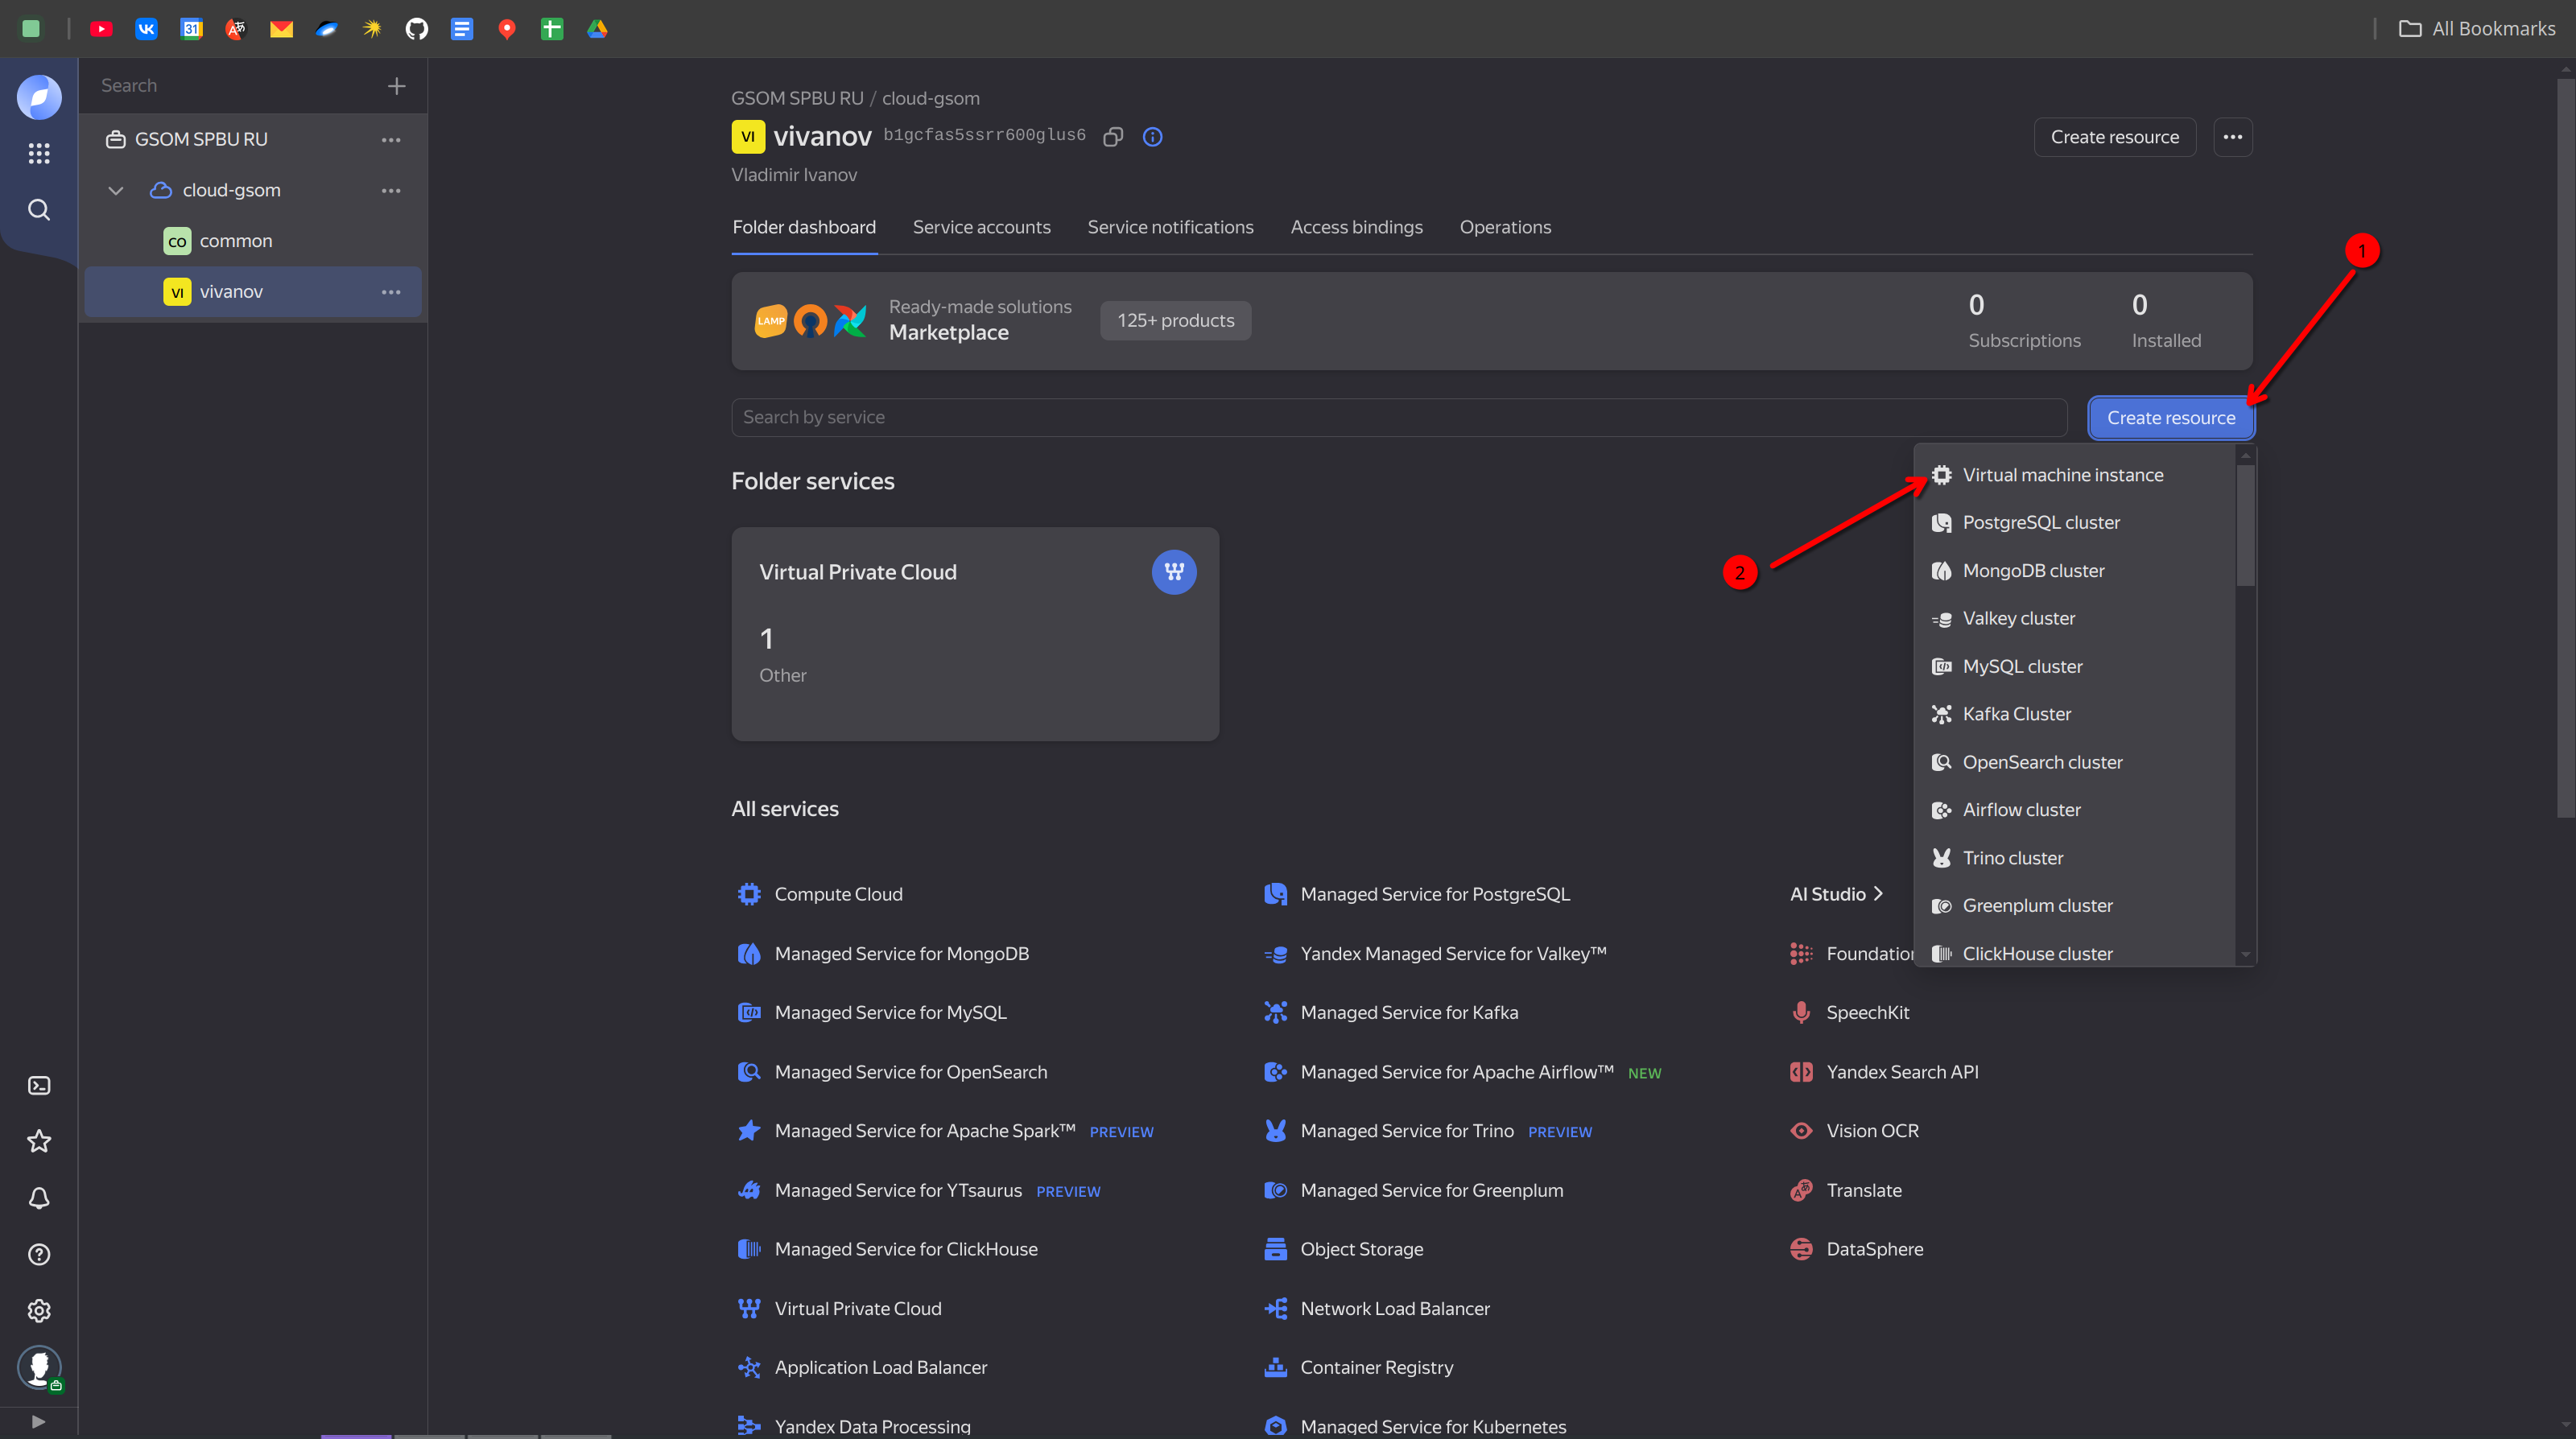 31
All Bookmarks
Search
GSOM SPBU RU
cloud-gsom
CO common
VI vivanov
GSOM SPBU RU / cloud-gsom
VI vivanov b1gcfas5ssrr600glus6
Vladimir Ivanov
Create resource
Folder dashboard
Service accounts
Service notifications
Access bindings
Operations
1
LAMP
Ready-made solutions
Marketplace
125+ products
0
Subscriptions
0
Installed
Search by service
Create resource
Folder services
Virtual Private Cloud
1
Other
2
Virtual machine instance
PostgreSQL cluster
MongoDB cluster
Valkey cluster
MySQL cluster
Kafka Cluster
OpenSearch cluster
Airflow cluster
Trino cluster
Greenplum cluster
ClickHouse cluster
All services
Compute Cloud
Managed Service for PostgreSQL
AI Studio
Managed Service for MongoDB
Yandex Managed Service for Valkey™
Foundation
Managed Service for MySQL
Managed Service for Kafka
SpeechKit
Managed Service for OpenSearch
Managed Service for Apache Airflow™ NEW
Yandex Search API
Managed Service for Apache Spark™ PREVIEW
Managed Service for Trino PREVIEW
Vision OCR
Managed Service for YTsaurus PREVIEW
Managed Service for Greenplum
Translate
Managed Service for ClickHouse
Object Storage
DataSphere
Virtual Private Cloud
Network Load Balancer
Application Load Balancer
Container Registry
Yandex Data Processing
Managed Service for Kubernetes